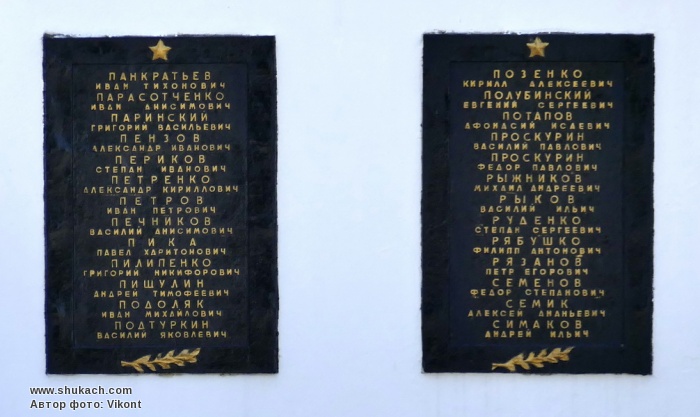 ПАНКРАТЬЕВ
ИВАН ТИХОНОВИЧ
ПАРАСОТЧЕНКО
ИВАН АНИСИМОВИЧ
ПАРИНСКИЙ
ГРИГОРИЙ ВАСИЛЬЕВИЧ
ПЕНЗОВ
АЛЕКСАНДР ИВАНОВИЧ
ПЕРИКОВ
СТЕПАН ИВАНОВИЧ
ПЕТРЕНКО
АЛЕКСАНДР КИРИЛЛОВИЧ
ПЕТРОВ
ИВАН ПЕТРОВИЧ
ПЕЧНИКОВ
ВАСИЛИЙ АНИСИМОВИЧ
ПИКА
ПАВЕЛ ХАРИТОНОВИЧ
ПИЛИПЕНКО
ГРИГОРИЙ НИКИФОРОВИЧ
ПИЩУЛИН
АНДРЕЙ ТИМОФЕЕВИЧ
ПОДОЛЯК
ИВАН МИХАЙЛОВИЧ
ПОДТУРКИН
ВАСИЛИЙ ЯКОВЛЕВИЧ
ПОЗЕНКО
КИРИЛЛ АЛЕКСЕЕВИЧ
ПОЛУБИНСКИЙ
ЕВГЕНИЙ СЕРГЕЕВИЧ
ПОТАПОВ
АФОНАСИЙ ИСАЕВИЧ
ПРОСКУРИН
ВАСИЛИЙ ПАВЛОВИЧ
ПРОСКУРИН
ФЕДОР ПАВЛОВИЧ
РЫЖНИКОВ
МИХАИЛ АНДРЕЕВИЧ
РЫКОВ
ВАСИЛИЙ ИЛЬИЧ
РУДЕНКО
СТЕПАН СЕРГЕЕВИЧ
РЯБУШКО
ФИЛИПП АНТОНОВИЧ
РЯЗАНОВ
ПЕТР ЕГОРОВИЧ
СЕМЕНОВ
ФЕДОР СТЕПАНОВИЧ
СЕМИК
АЛЕКСЕЙ АНАНЬЕВИЧ
СИМАКОВ
АНДРЕЙ ИЛЬИЧ
www.shukach.com
Автор фото: Vikont